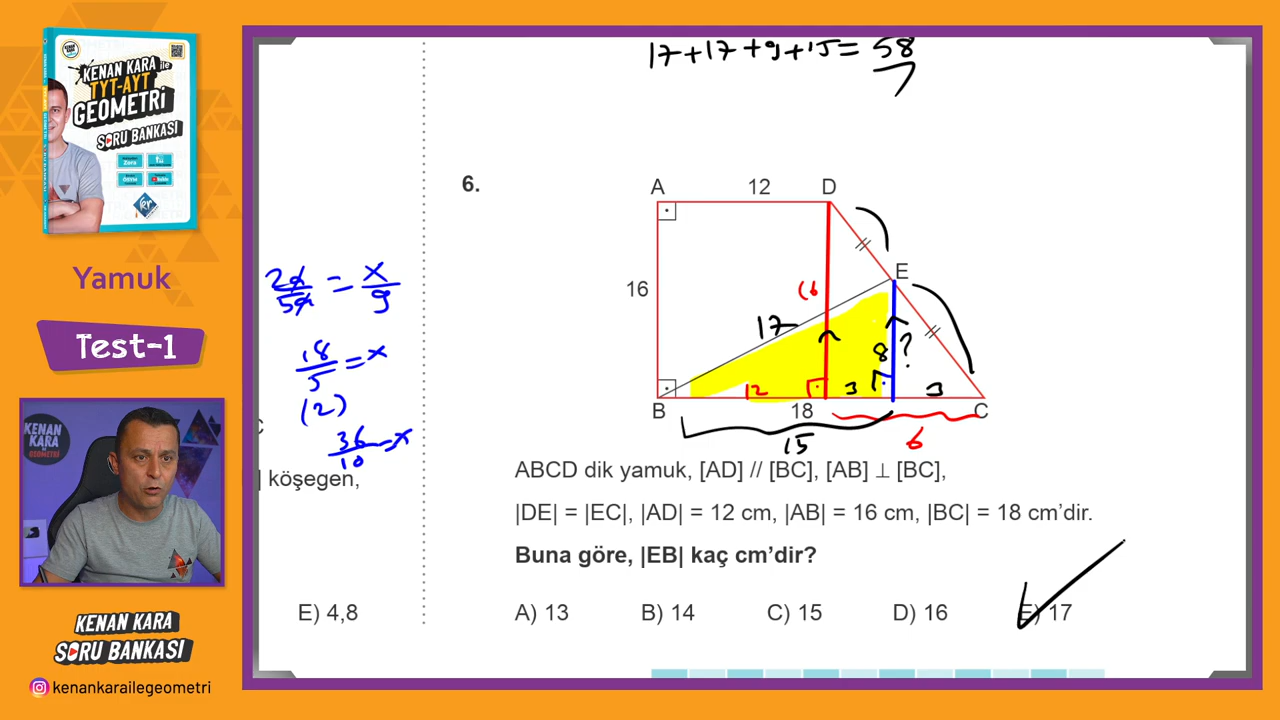 KENAN KARA ile
TYT-AYT
GEOMETRİ
SORU BANKASI
Yamuk
Test-1
KENAN KARA
SORU BANKASI
kenankarailegeometri
17+17+9+15=58
2a/5a = x/9
18/5 = x
(2)
36/10 = x
köşegen,
E) 4,8
6.
A
12
D
E
16
16
17
8
?
12
3
3
B
18
C
15
6
ABCD dik yamuk, [AD] // [BC], [AB] ⊥ [BC],
|DE| = |EC|, |AD| = 12 cm, |AB| = 16 cm, |BC| = 18 cm’dir.
Buna göre, |EB| kaç cm’dir?
A) 13 B) 14 C) 15 D) 16 E) 17